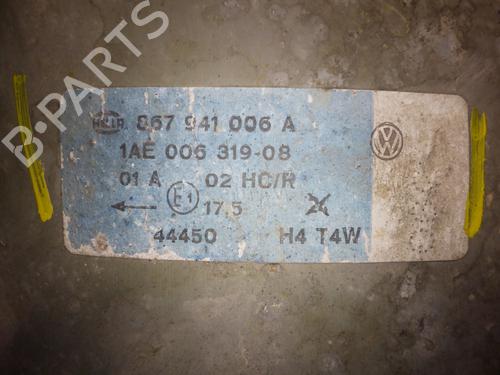 B-PARTS
HELLA 867 941 006 A
1AE 006 319-08
01 A E1 02 HC/R
17.5
44450 H4 T4W